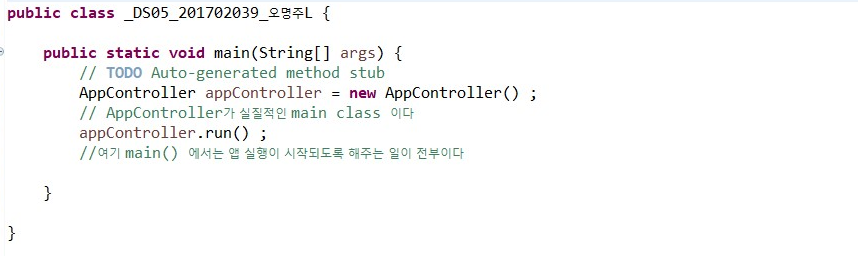 public class _DS05_201702039_오명주L {
public static void main(String[] args) {
// TODO Auto-generated method stub
AppController appController = new AppController() ;
// AppController가 실질적인 main class 이다
appController.run() ;
//여기 main() 에서는 앱 실행이 시작되도록 해주는 일이 전부이다
}
}